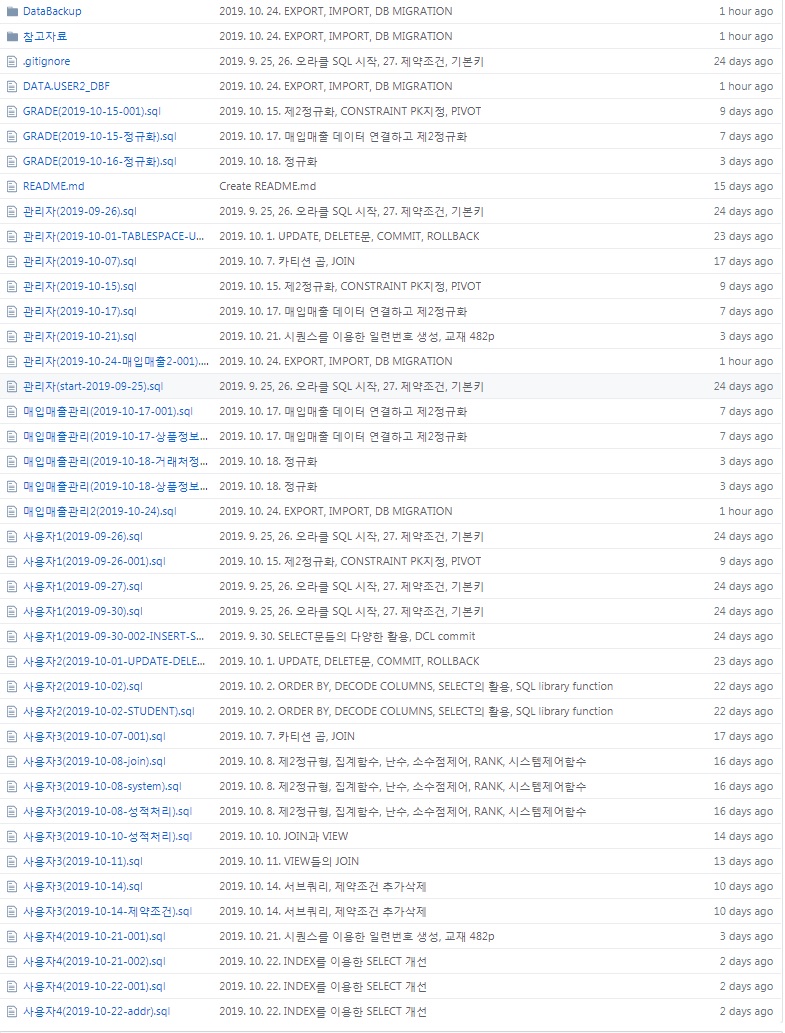 DataBackup 2019. 10. 24. EXPORT, IMPORT, DB MIGRATION 1 hour ago
참고자료 2019. 10. 24. EXPORT, IMPORT, DB MIGRATION 1 hour ago
.gitignore 2019. 9. 25, 26. 오라클 SQL 시작, 27. 제약조건, 기본키 24 days ago
DATA.USER2_DBF 2019. 10. 24. EXPORT, IMPORT, DB MIGRATION 1 hour ago
GRADE(2019-10-15-001).sql 2019. 10. 15. 제2정규화, CONSTRAINT PK지정, PIVOT 9 days ago
GRADE(2019-10-15-정규화).sql 2019. 10. 17. 매입매출 데이터 연결하고 제2정규화 7 days ago
GRADE(2019-10-16-정규화).sql 2019. 10. 18. 정규화 3 days ago
README.md Create README.md 15 days ago
관리자(2019-09-26).sql 2019. 9. 25, 26. 오라클 SQL 시작, 27. 제약조건, 기본키 24 days ago
관리자(2019-10-01-TABLESPACE-U... 2019. 10. 1. UPDATE, DELETE문, COMMIT, ROLLBACK 23 days ago
관리자(2019-10-07).sql 2019. 10. 7. 카티션 곱, JOIN 17 days ago
관리자(2019-10-15).sql 2019. 10. 15. 제2정규화, CONSTRAINT PK지정, PIVOT 9 days ago
관리자(2019-10-17).sql 2019. 10. 17. 매입매출 데이터 연결하고 제2정규화 7 days ago
관리자(2019-10-21).sql 2019. 10. 21. 시퀀스를 이용한 일련번호 생성, 교재 482p 3 days ago
관리자(2019-10-24-매입매출2-001).... 2019. 10. 24. EXPORT, IMPORT, DB MIGRATION 1 hour ago
관리자(start-2019-09-25).sql 2019. 9. 25, 26. 오라클 SQL 시작, 27. 제약조건, 기본키 24 days ago
매입매출관리(2019-10-17-001).sql 2019. 10. 17. 매입매출 데이터 연결하고 제2정규화 7 days ago
매입매출관리(2019-10-17-상품정보... 2019. 10. 17. 매입매출 데이터 연결하고 제2정규화 7 days ago
매입매출관리(2019-10-18-거래처정... 2019. 10. 18. 정규화 3 days ago
매입매출관리(2019-10-18-상품정보... 2019. 10. 18. 정규화 3 days ago
매입매출관리2(2019-10-24).sql 2019. 10. 24. EXPORT, IMPORT, DB MIGRATION 1 hour ago
사용자1(2019-09-26).sql 2019. 9. 25, 26. 오라클 SQL 시작, 27. 제약조건, 기본키 24 days ago
사용자1(2019-09-26-001).sql 2019. 10. 15. 제2정규화, CONSTRAINT PK지정, PIVOT 9 days ago
사용자1(2019-09-27).sql 2019. 9. 25, 26. 오라클 SQL 시작, 27. 제약조건, 기본키 24 days ago
사용자1(2019-09-30).sql 2019. 9. 25, 26. 오라클 SQL 시작, 27. 제약조건, 기본키 24 days ago
사용자1(2019-09-30-002-INSERT-S... 2019. 9. 30. SELECT문들의 다양한 활용, DCL commit 24 days ago
사용자2(2019-10-01-UPDATE-DELE... 2019. 10. 1. UPDATE, DELETE문, COMMIT, ROLLBACK 23 days ago
사용자2(2019-10-02).sql 2019. 10. 2. ORDER BY, DECODE COLUMNS, SELECT의 활용, SQL library function 22 days ago
사용자2(2019-10-02-STUDENT).sql 2019. 10. 2. ORDER BY, DECODE COLUMNS, SELECT의 활용, SQL library function 22 days ago
사용자3(2019-10-07-001).sql 2019. 10. 7. 카티션 곱, JOIN 17 days ago
사용자3(2019-10-08-join).sql 2019. 10. 8. 제2정규형, 집계함수, 난수, 소수점제어, RANK, 시스템제어함수 16 days ago
사용자3(2019-10-08-system).sql 2019. 10. 8. 제2정규형, 집계함수, 난수, 소수점제어, RANK, 시스템제어함수 16 days ago
사용자3(2019-10-08-성적처리).sql 2019. 10. 8. 제2정규형, 집계함수, 난수, 소수점제어, RANK, 시스템제어함수 16 days ago
사용자3(2019-10-10-성적처리).sql 2019. 10. 10. JOIN과 VIEW 14 days ago
사용자3(2019-10-11).sql 2019. 10. 11. VIEW들의 JOIN 13 days ago
사용자3(2019-10-14).sql 2019. 10. 14. 서브쿼리, 제약조건 추가삭제 10 days ago
사용자3(2019-10-14-제약조건).sql 2019. 10. 14. 서브쿼리, 제약조건 추가삭제 10 days ago
사용자4(2019-10-21-001).sql 2019. 10. 21. 시퀀스를 이용한 일련번호 생성, 교재 482p 3 days ago
사용자4(2019-10-21-002).sql 2019. 10. 22. INDEX를 이용한 SELECT 개선 2 days ago
사용자4(2019-10-22-001).sql 2019. 10. 22. INDEX를 이용한 SELECT 개선 2 days ago
사용자4(2019-10-22-addr).sql 2019. 10. 22. INDEX를 이용한 SELECT 개선 2 days ago